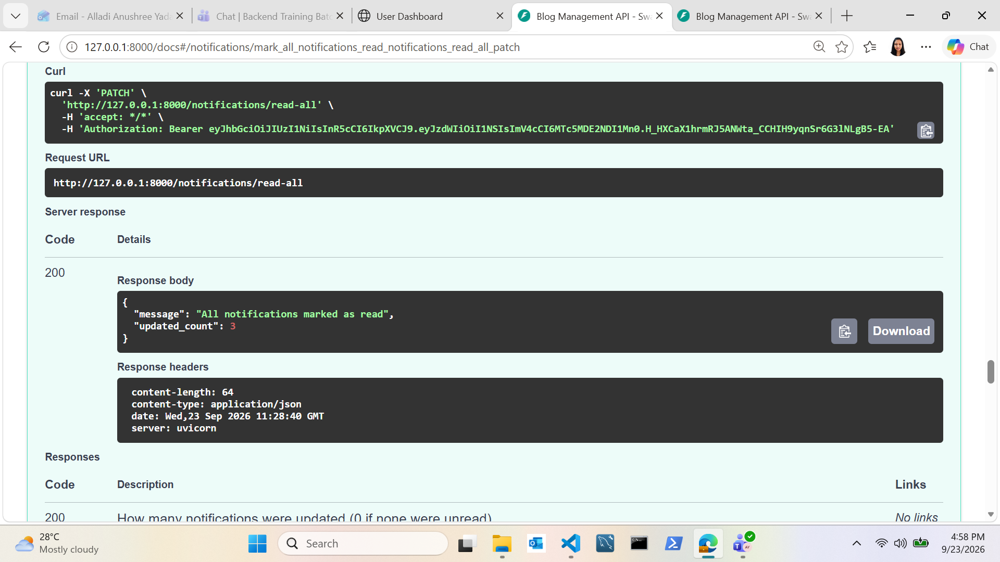 Email - Alladi Anushree Yada
Chat | Backend Training Batc
User Dashboard
Blog Management API - Swa
Blog Management API - Swa
127.0.0.1:8000/docs#/notifications/mark_all_notifications_read_notifications_read_all_patch
Chat
Curl
curl -X 'PATCH' \
'http://127.0.0.1:8000/notifications/read-all' \
-H 'accept: */*' \
-H 'Authorization: Bearer eyJhbGciOiJIUzI1NiIsInR5cCI6IkpXVCJ9.eyJzdWIiOiI1NSIsImV4cCI6MTc5MDE2NDI1Mn0.H_HXCaX1hrmRJ5ANWta_CCHIH9yqnSr6G3lNLgB5-EA'
Request URL
http://127.0.0.1:8000/notifications/read-all
Server response
Code Details
200
Response body
{
"message": "All notifications marked as read",
"updated_count": 3
}
Download
Response headers
content-length: 64
content-type: application/json
date: Wed,23 Sep 2026 11:28:40 GMT
server: uvicorn
Responses
Code Description Links
200 How many notifications were updated (0 if none were unread) No links
28°C
Mostly cloudy
Search
AY
4:58 PM
9/23/2026